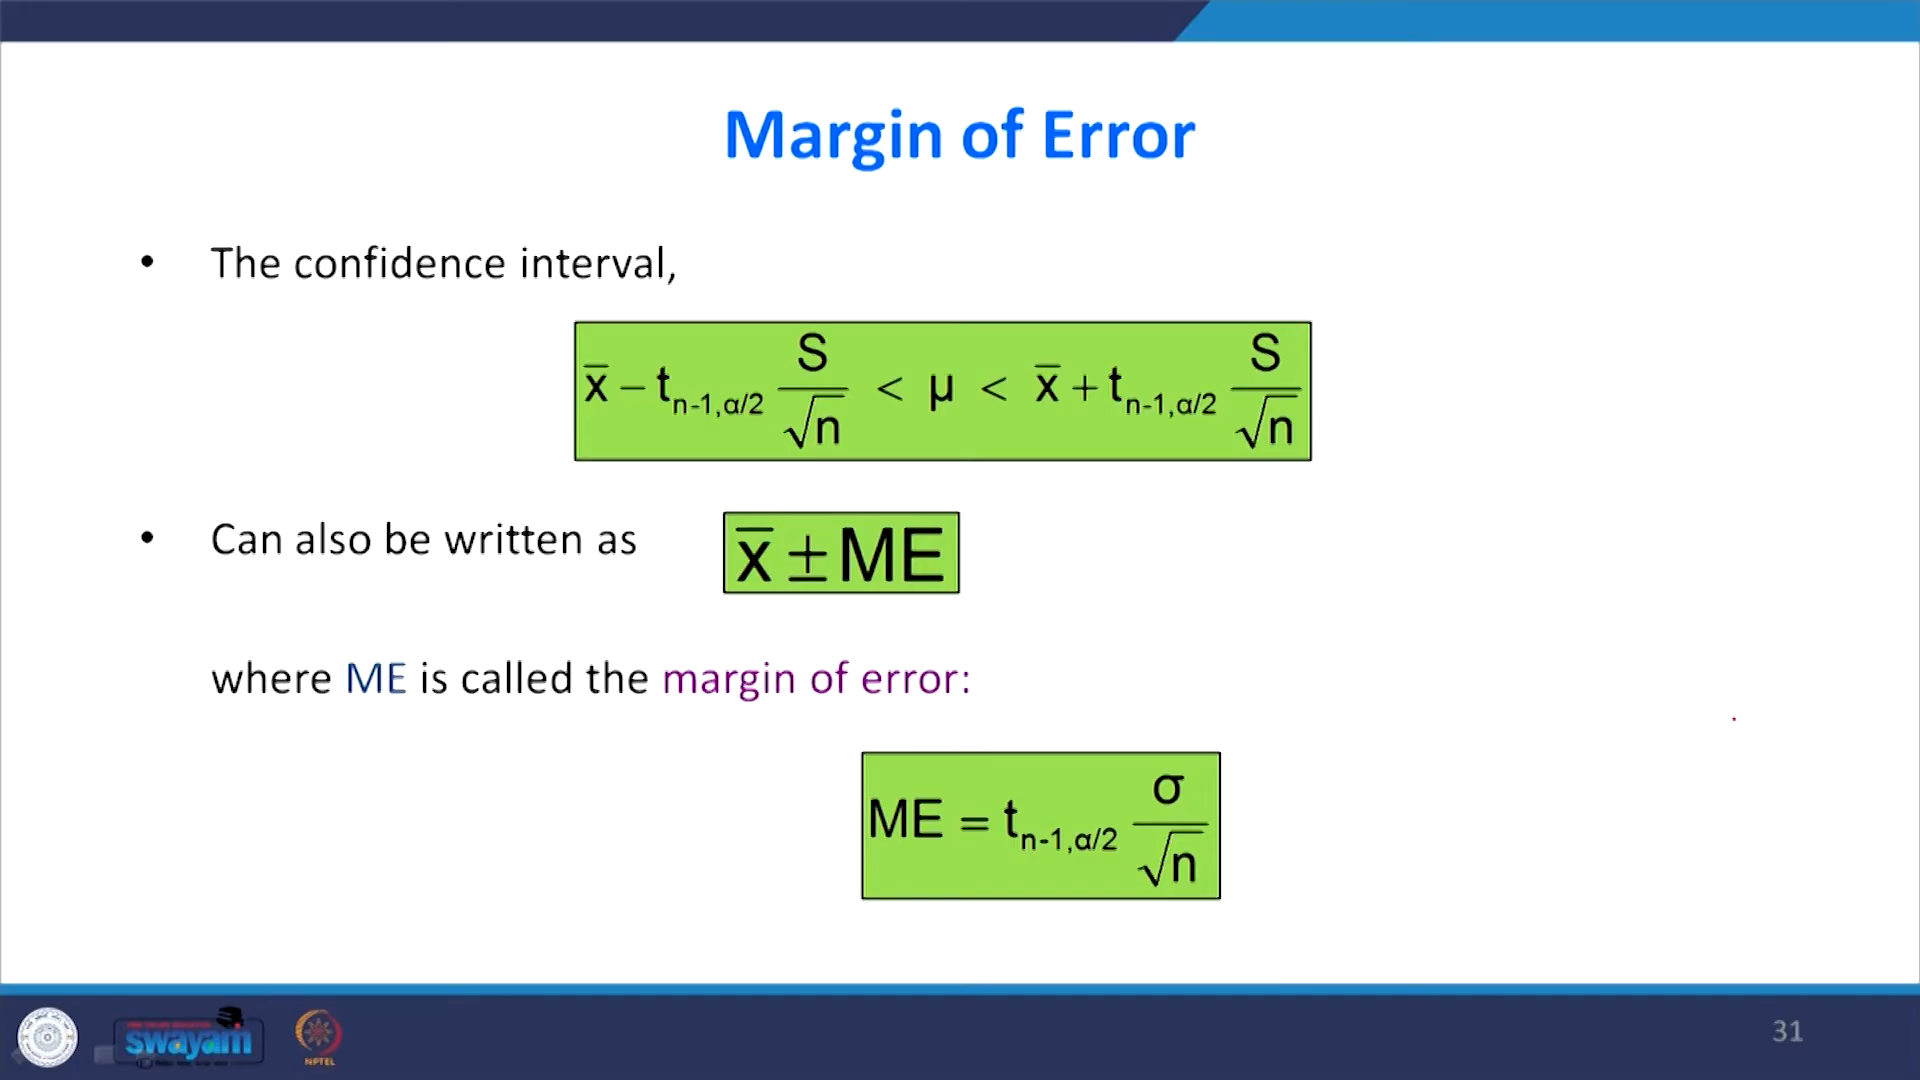 Margin of Error
• The confidence interval,
x̄ − t n-1,α/2 S/√n < μ < x̄ + t n-1,α/2 S/√n
• Can also be written as x̄ ± ME
where ME is called the margin of error:
ME = t n-1,α/2 σ/√n
swayam
NPTEL
31